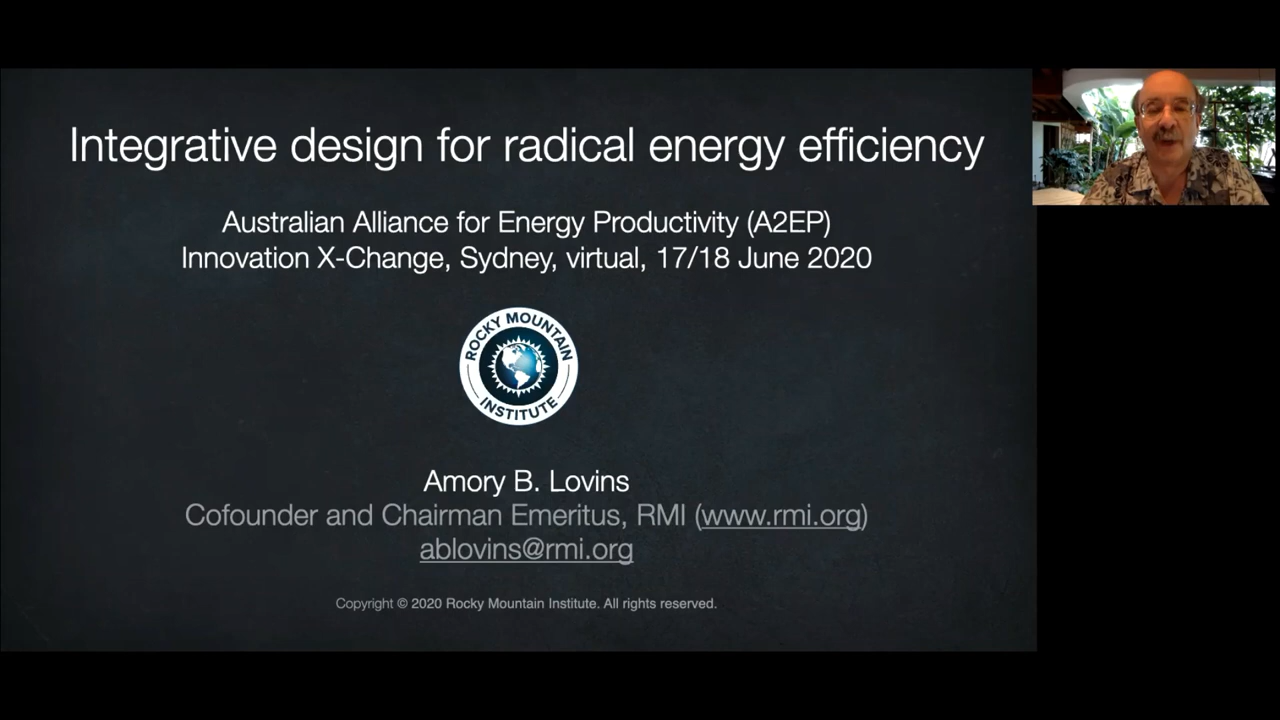 Integrative design for radical energy efficiency
Australian Alliance for Energy Productivity (A2EP)
Innovation X-Change, Sydney, virtual, 17/18 June 2020
ROCKY MOUNTAIN
INSTITUTE
Amory B. Lovins
Cofounder and Chairman Emeritus, RMI (www.rmi.org)
ablovins@rmi.org
Copyright © 2020 Rocky Mountain Institute. All rights reserved.